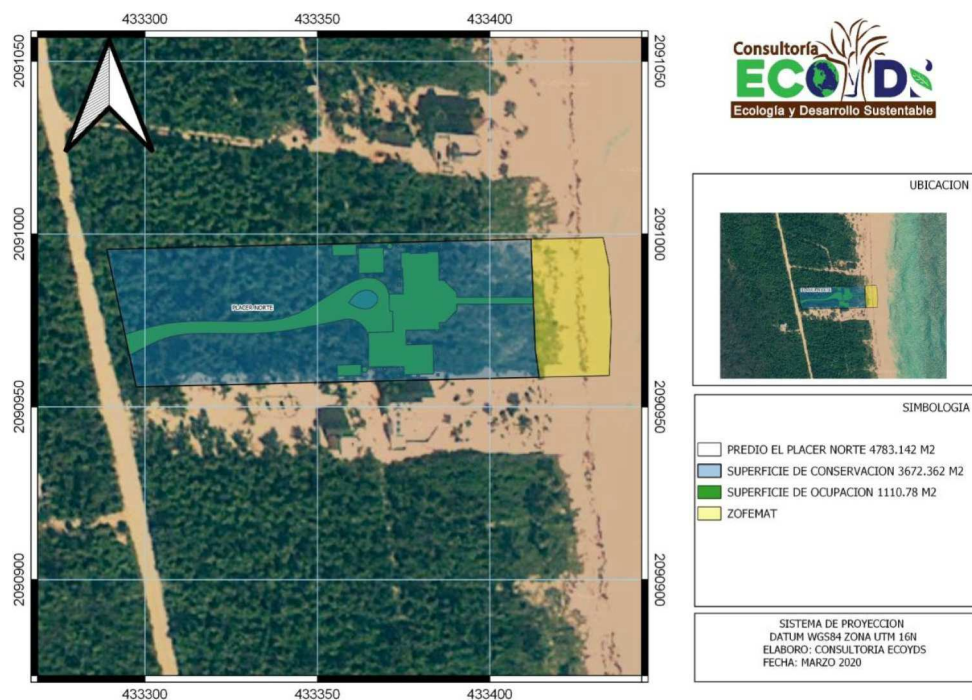 433300
433350
433400
2091050
2091050
2091000
2091000
PLACER NORTE
2090950
2090950
2090900
2090900
433300
433350
433400
Consultoría
ECOYDS
Ecología y Desarrollo Sustentable
UBICACION
SIMBOLOGIA
PREDIO EL PLACER NORTE 4783.142 M2
SUPERFICIE DE CONSERVACION 3672.362 M2
SUPERFICIE DE OCUPACION 1110.78 M2
ZOFEMAT
SISTEMA DE PROYECCION
DATUM WGS84 ZONA UTM 16N
ELABORO: CONSULTORIA ECOYDS
FECHA: MARZO 2020